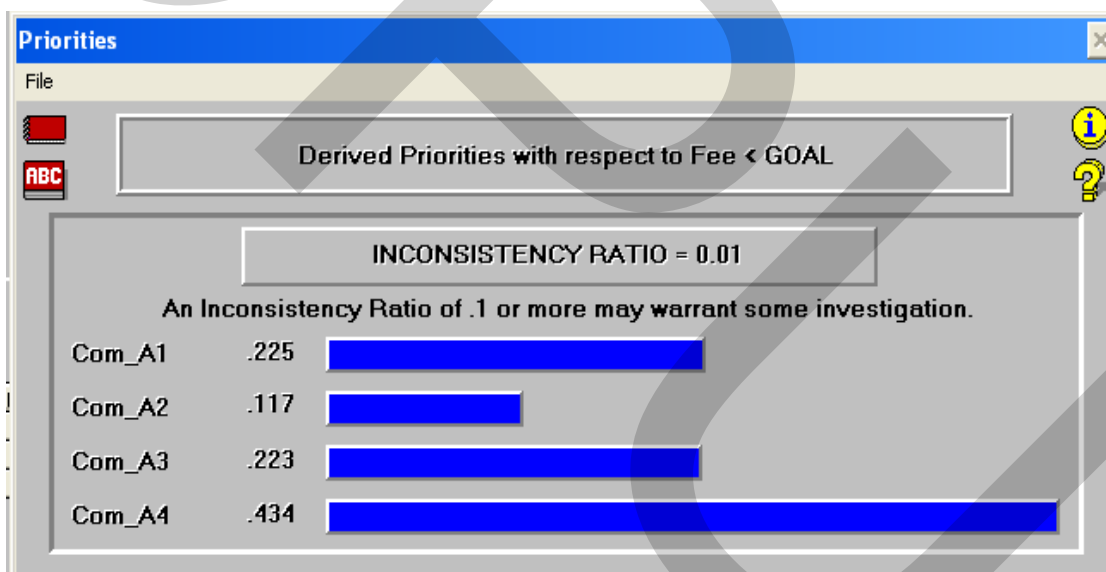 Priorities
File
ABC
Derived Priorities with respect to Fee < GOAL
INCONSISTENCY RATIO = 0.01
An Inconsistency Ratio of .1 or more may warrant some investigation.
Com_A1 .225
Com_A2 .117
Com_A3 .223
Com_A4 .434